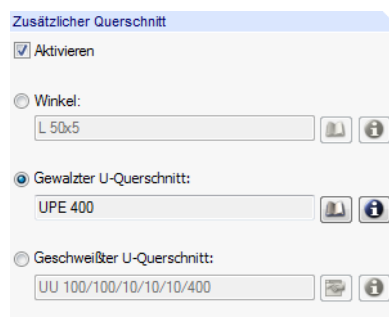 Zusätzlicher Querschnitt
Aktivieren
Winkel:
L 50x5
Gewalzter U-Querschnitt:
UPE 400
Geschweißter U-Querschnitt:
UU 100/100/10/10/10/400